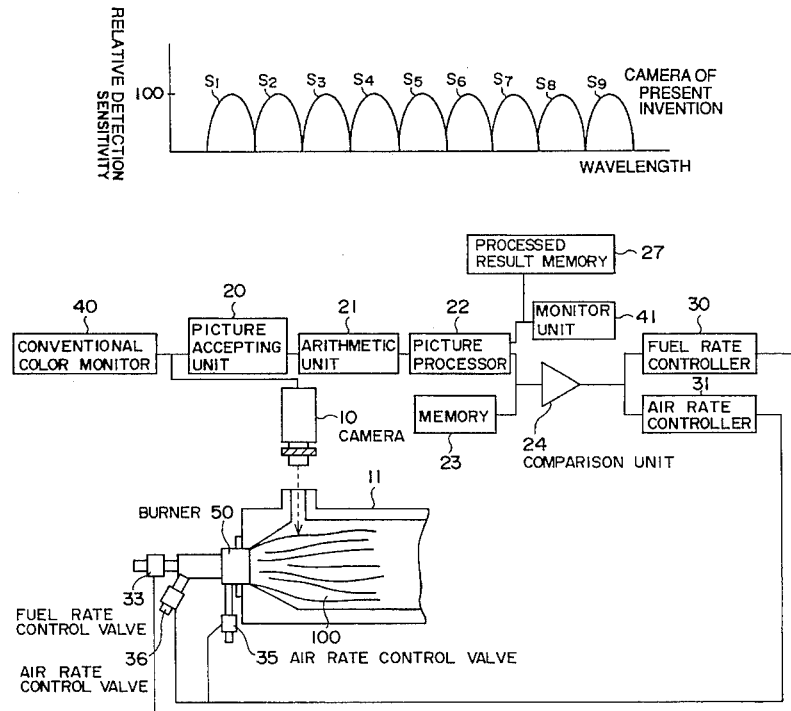 RELATIVE DETECTION
SENSITIVITY
100
S1 S2 S3 S4 S5 S6 S7 S8 S9
CAMERA OF
PRESENT
INVENTION
WAVELENGTH
PROCESSED
RESULT MEMORY
27
40
CONVENTIONAL
COLOR MONITOR
20
PICTURE
ACCEPTING
UNIT
21
ARITHMETIC
UNIT
22
PICTURE
PROCESSOR
MONITOR
UNIT
41
30
FUEL RATE
CONTROLLER
31
AIR RATE
CONTROLLER
MEMORY
23
24
COMPARISON UNIT
10
CAMERA
11
BURNER 50
33
FUEL RATE
CONTROL VALVE
36
AIR RATE
CONTROL VALVE
100
35 AIR RATE CONTROL VALVE